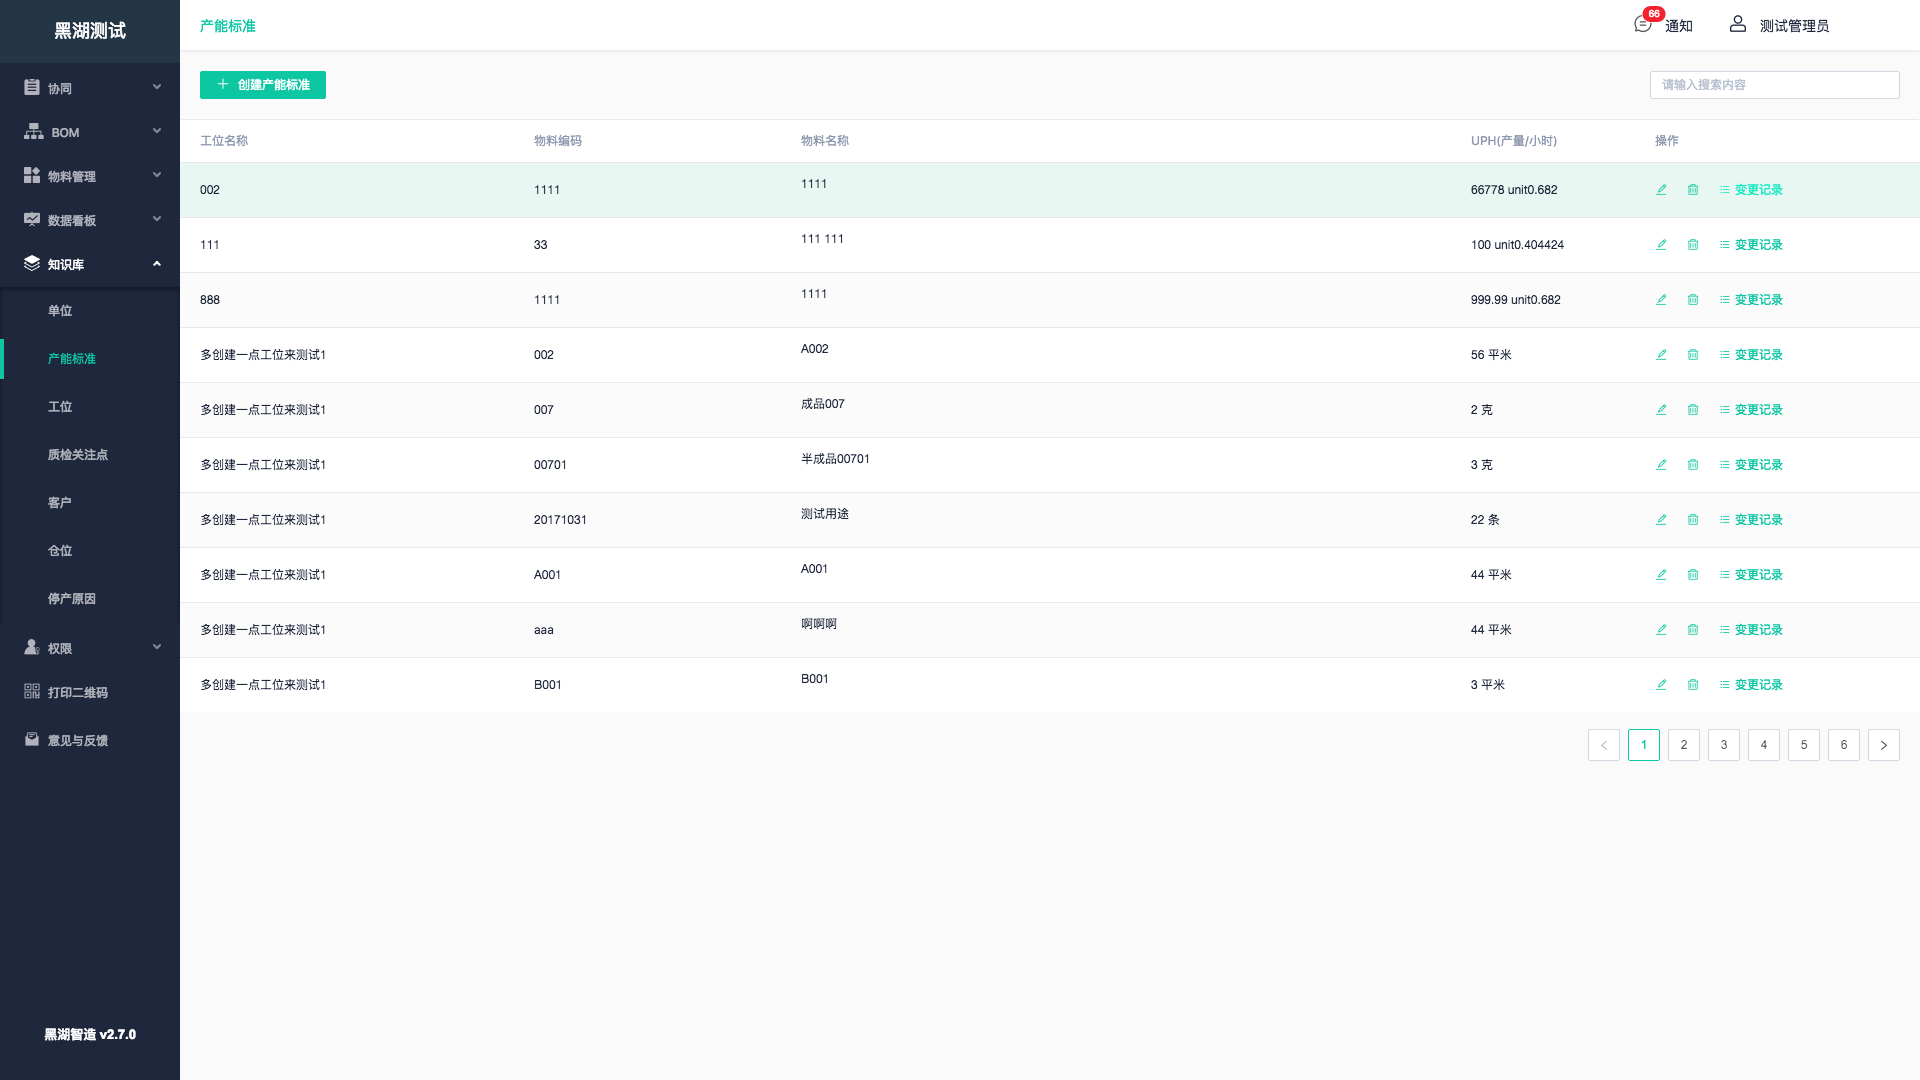 黑湖测试
协同
BOM
物料管理
数据看板
知识库
单位
产能标准
工位
质检关注点
客户
仓位
停产原因
权限
打印二维码
意见与反馈
黑湖智造 v2.7.0
产能标准
66
通知
测试管理员
创建产能标准
请输入搜索内容
工位名称 物料编码 物料名称 UPH(产量/小时) 操作
002 1111 1111 66778 unit0.682 变更记录
111 33 111 111 100 unit0.404424 变更记录
888 1111 1111 999.99 unit0.682 变更记录
多创建一点工位来测试1 002 A002 56 平米 变更记录
多创建一点工位来测试1 007 成品007 2 克 变更记录
多创建一点工位来测试1 00701 半成品00701 3 克 变更记录
多创建一点工位来测试1 20171031 测试用途 22 条 变更记录
多创建一点工位来测试1 A001 A001 44 平米 变更记录
多创建一点工位来测试1 aaa 啊啊啊 44 平米 变更记录
多创建一点工位来测试1 B001 B001 3 平米 变更记录
1 2 3 4 5 6